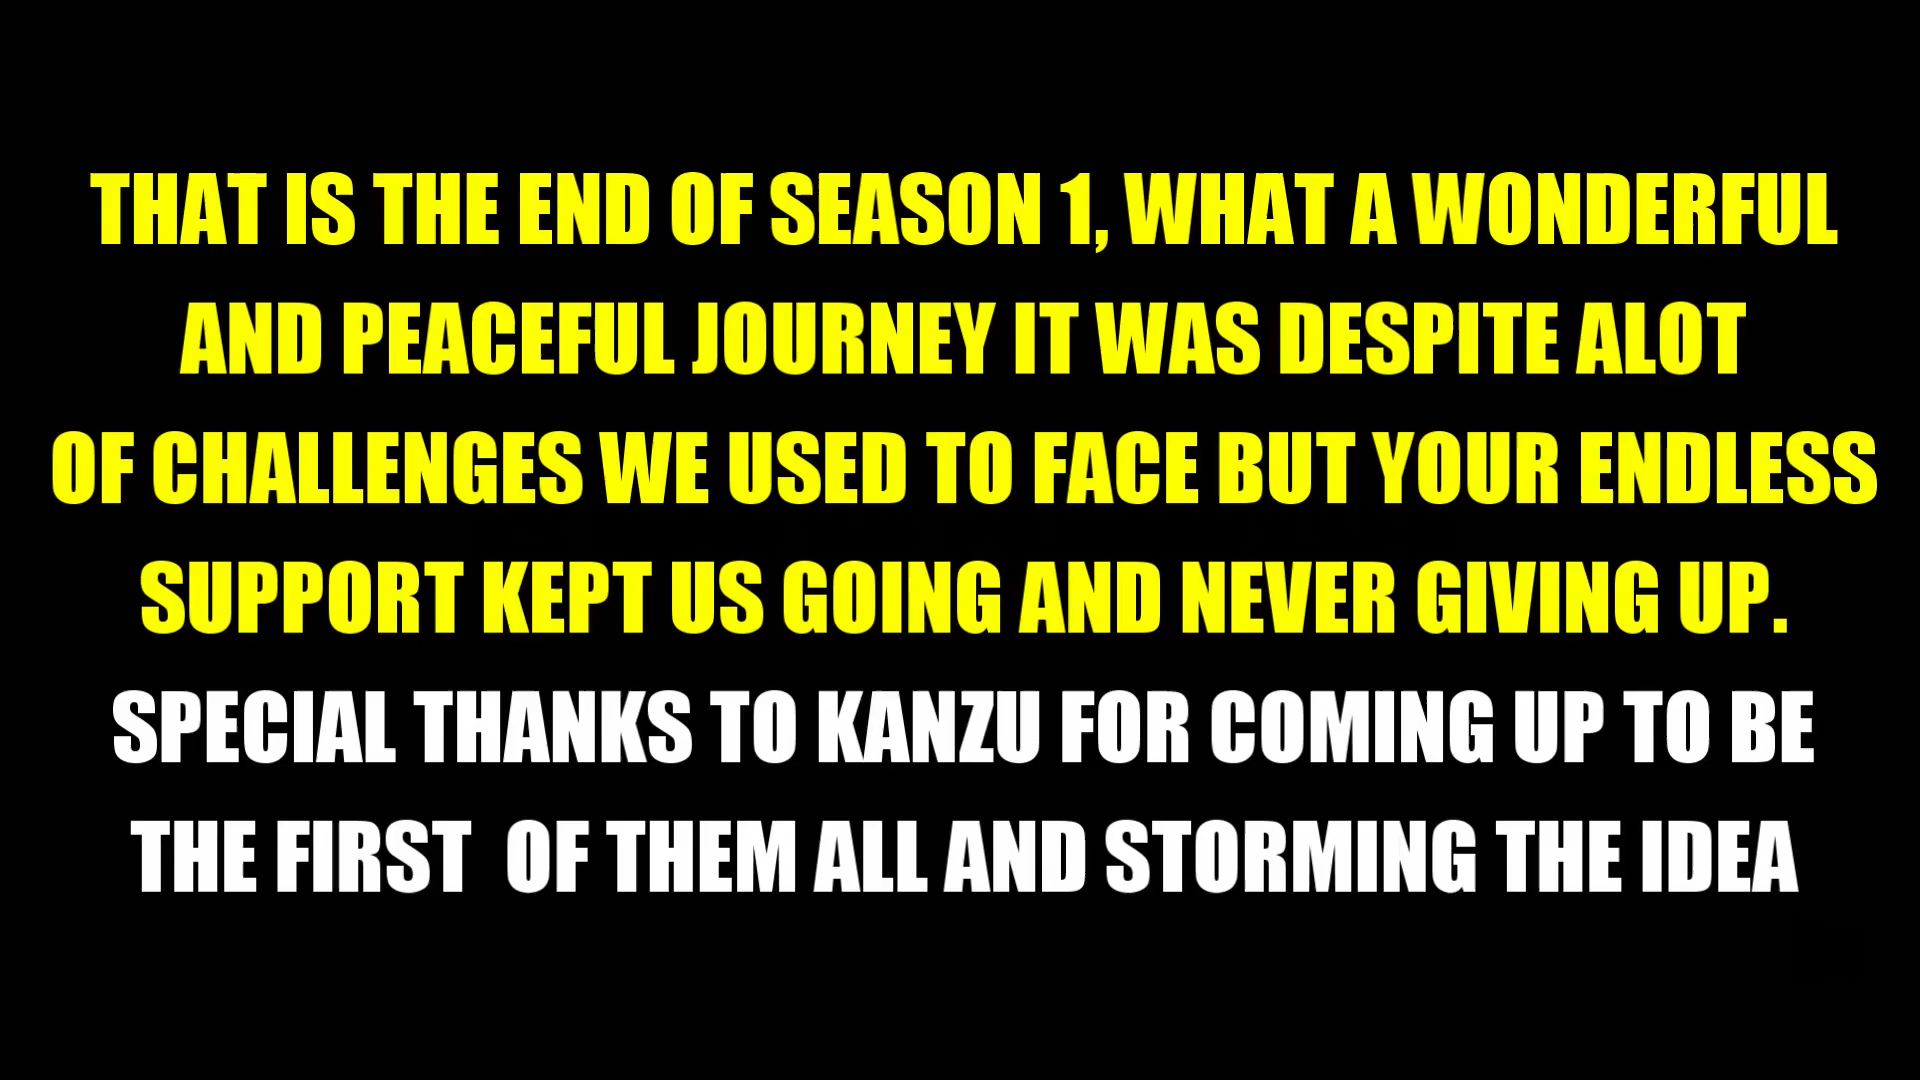 THAT IS THE END OF SEASON 1, WHAT A WONDERFUL
AND PEACEFUL JOURNEY IT WAS DESPITE ALOT
OF CHALLENGES WE USED TO FACE BUT YOUR ENDLESS
SUPPORT KEPT US GOING AND NEVER GIVING UP.
SPECIAL THANKS TO KANZU FOR COMING UP TO BE
THE FIRST  OF THEM ALL AND STORMING THE IDEA